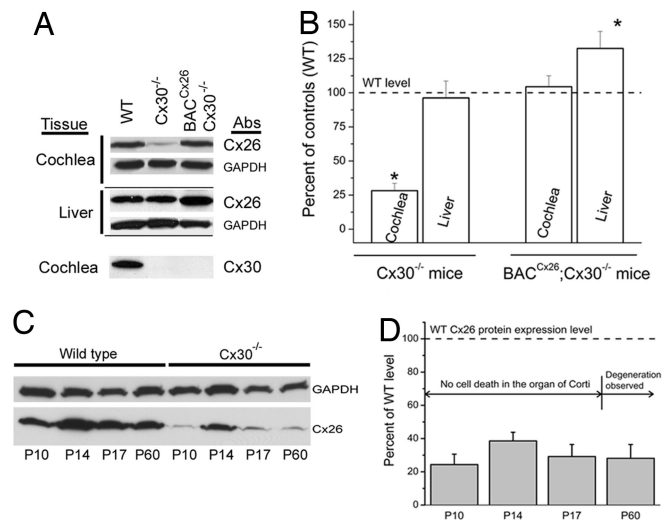 A
WT
Cx30-/-
BACCx26
Cx30-/-
Tissue
Abs
Cochlea
Cx26
GAPDH
Liver
Cx26
GAPDH
Cochlea
Cx30
B
Percent of controls (WT)
150
125
100
75
50
25
0
WT level
*
*
Cochlea
Liver
Cochlea
Liver
Cx30-/- mice
BACCx26;Cx30-/- mice
C
Wild type
Cx30-/-
GAPDH
Cx26
P10 P14 P17 P60 P10 P14 P17 P60
D
Percent of WT level
100
80
60
40
20
0
WT Cx26 protein expression level
No cell death in the organ of Corti
Degeneration
observed
P10 P14 P17 P60